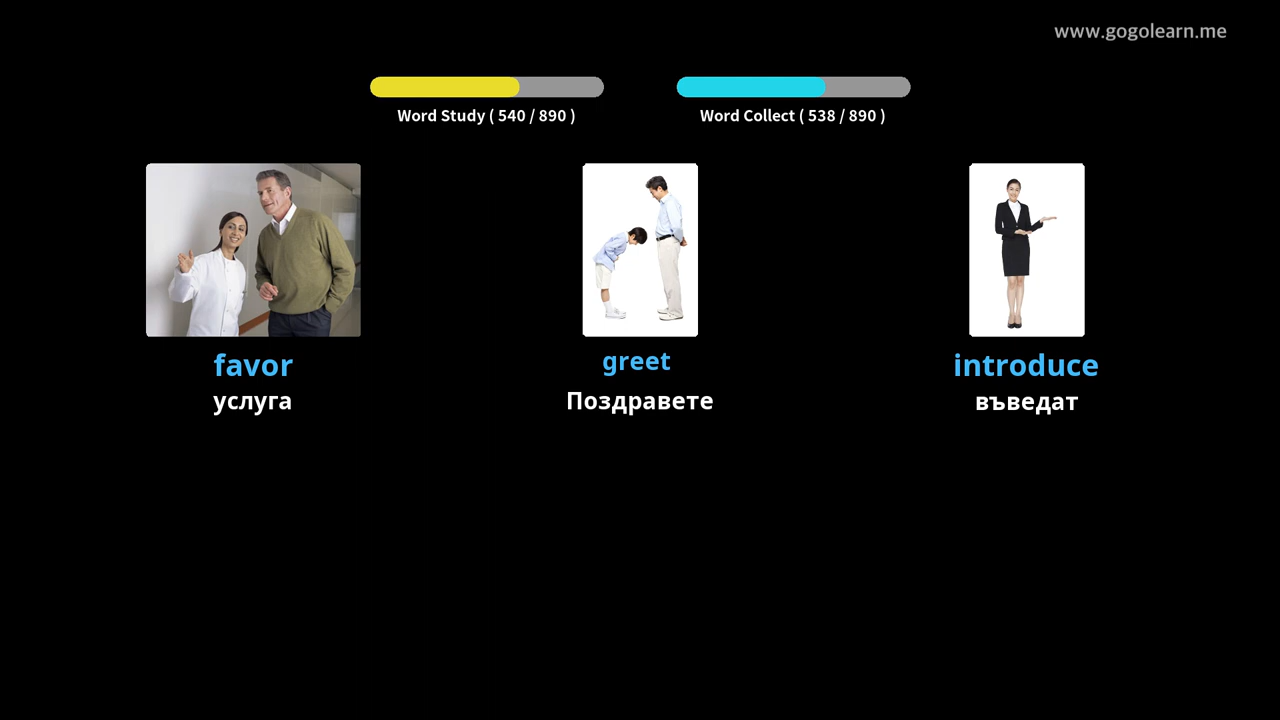 www.gogolearn.me
Word Study ( 540 / 890 )
Word Collect ( 538 / 890 )
favor
greet
introduce
услуга
Поздравете
въведат